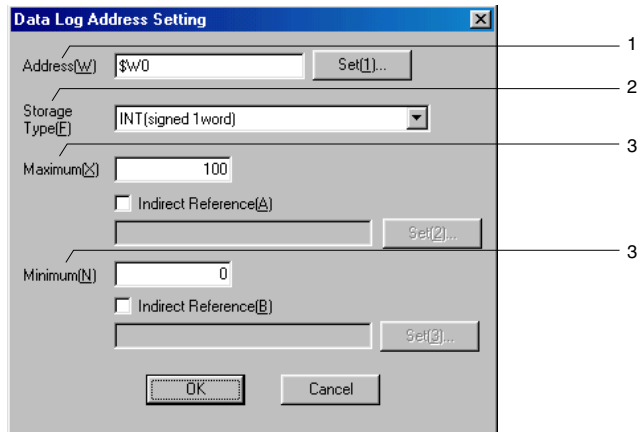 Data Log Address Setting
1
Address(W) $W0 Set(1)...
2
Storage
Type(F) INT(signed 1word)
3
Maximum(X) 100
Indirect Reference(A)
Set(2)...
3
Minimum(N) 0
Indirect Reference(B)
Set(3)...
OK Cancel